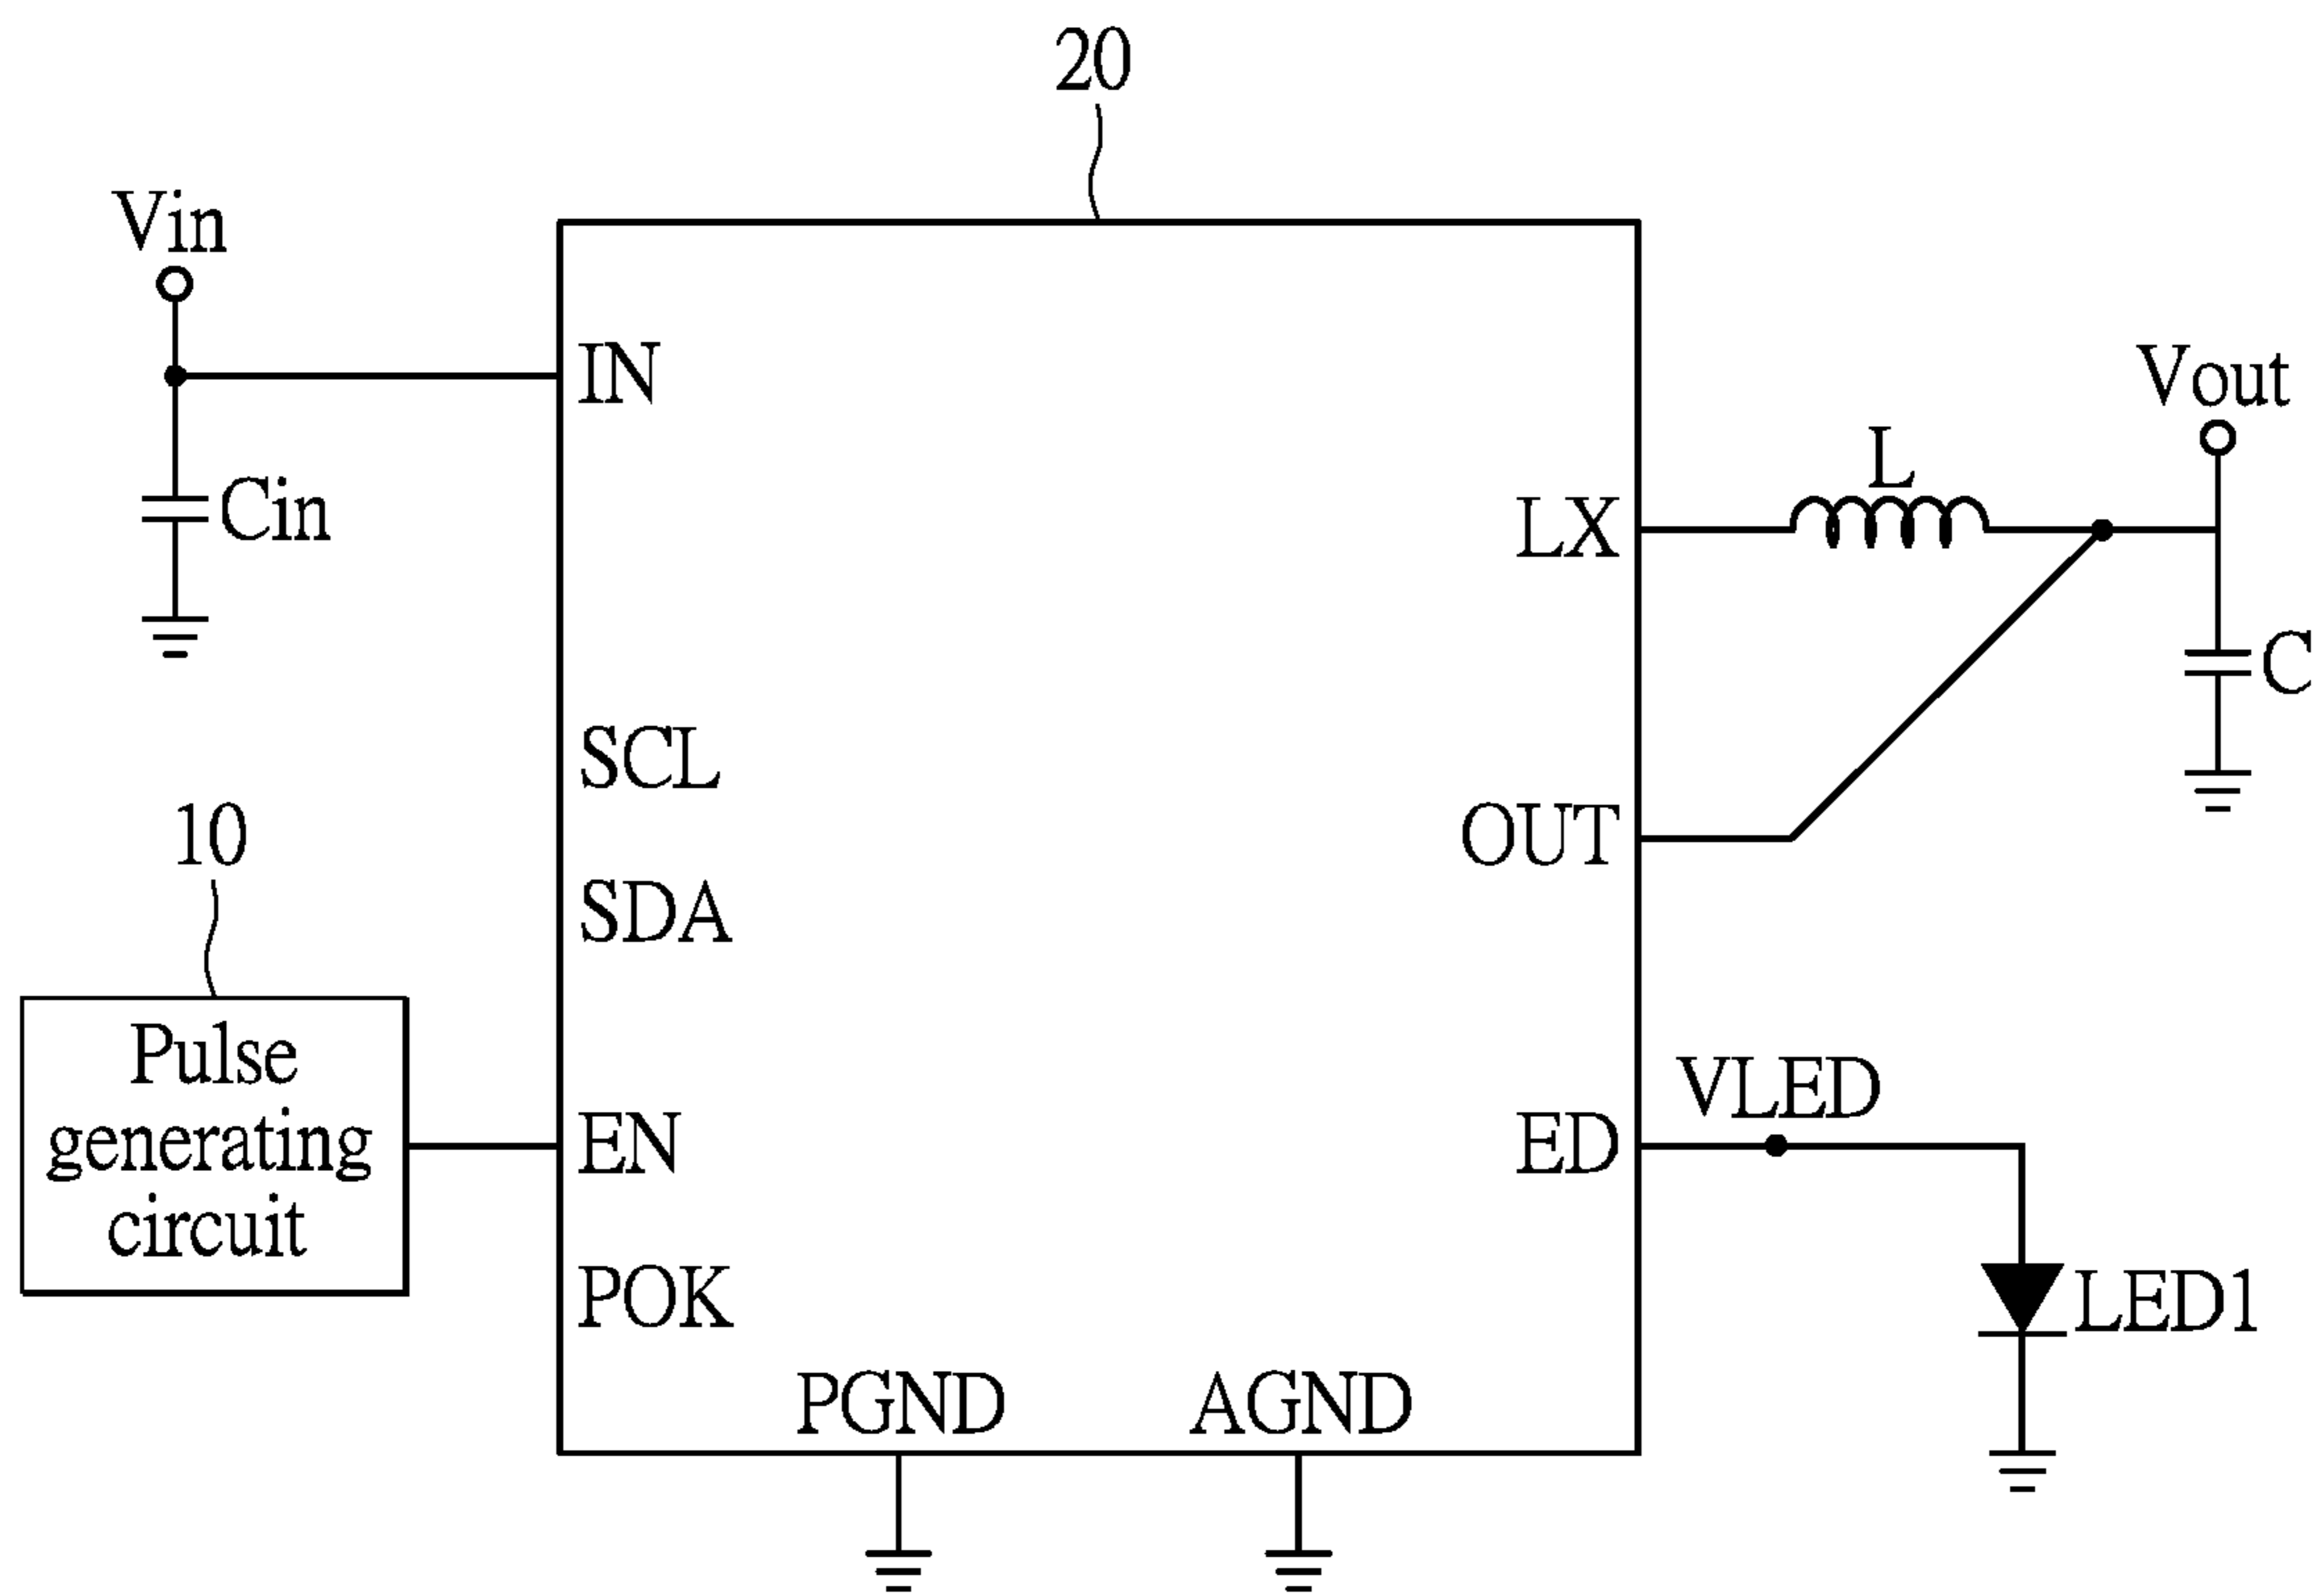 20
Vin
IN
Cin
LX
L
Vout
C
SCL
SDA
OUT
10
Pulse
generating
circuit
EN
POK
ED
VLED
LED1
PGND
AGND